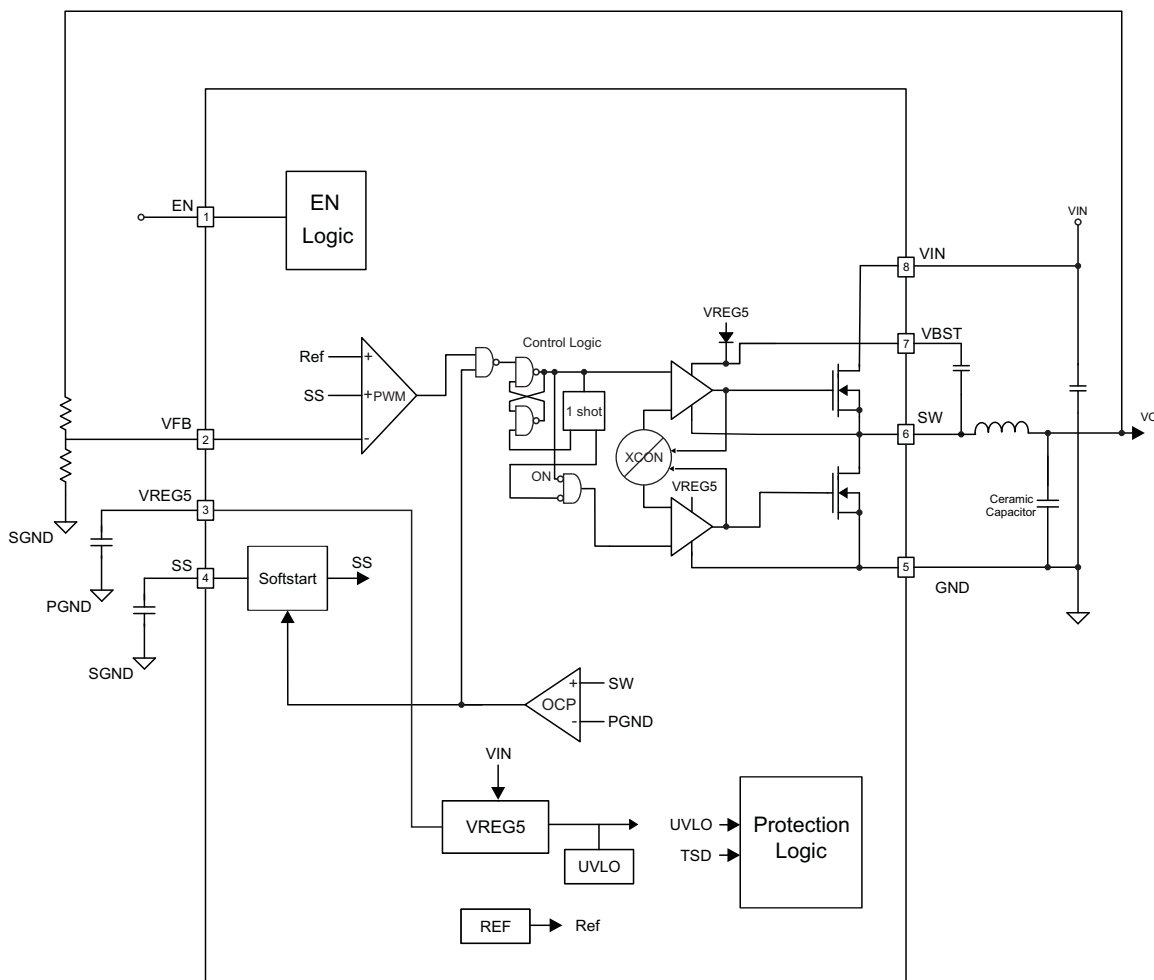 EN
1
EN
Logic
VIN
VIN
8
VREG5
VBST
7
Control Logic
Ref
+
SS
+
PWM
-
1 shot
VFB
2
SW
6
VO
XCON
ON
VREG5
VREG5
3
Ceramic
Capacitor
SGND
SS
4
Softstart
SS
5
GND
PGND
SGND
+
SW
OCP
-
PGND
VIN
VREG5
UVLO
UVLO
TSD
Protection
Logic
REF
Ref